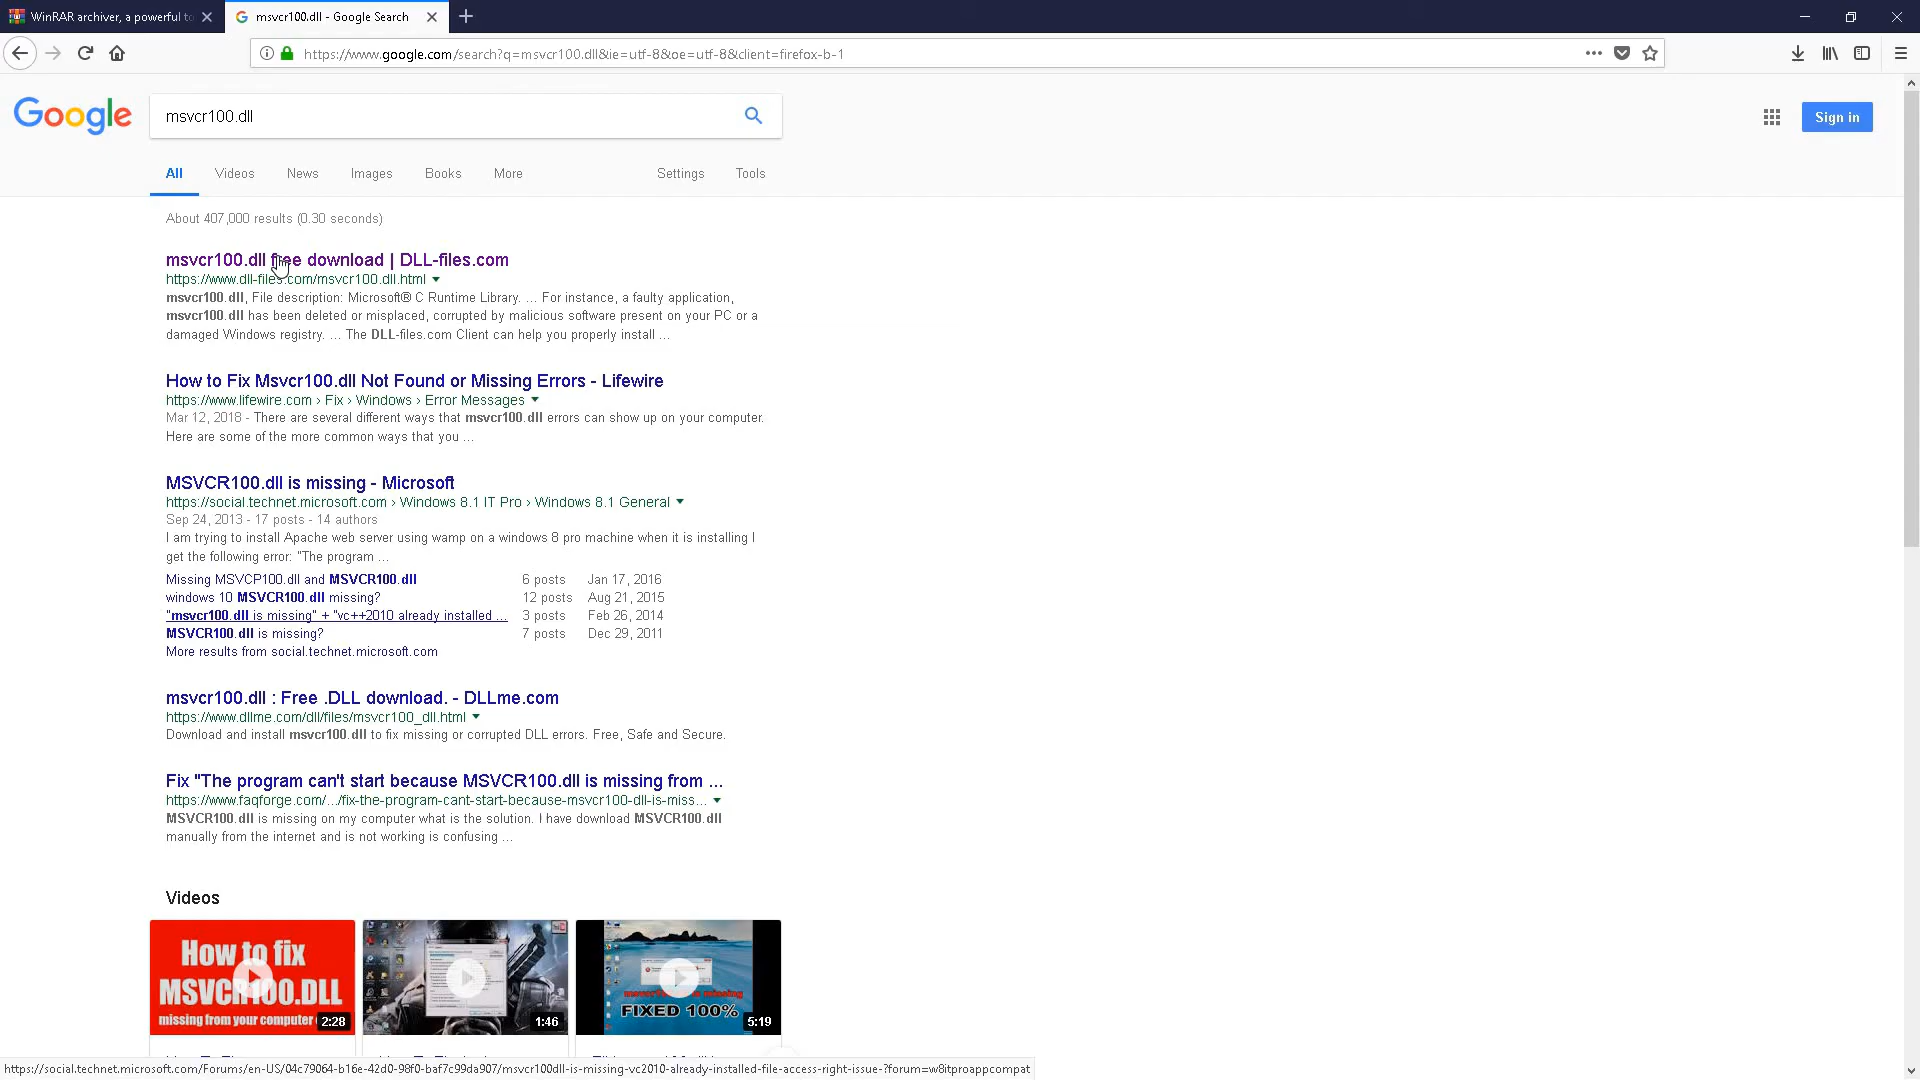 WinRAR archiver, a powerful to
msvcr100.dll - Google Search
https://www.google.com/search?q=msvcr100.dll&ie=utf-8&oe=utf-8&client=firefox-b-1
Google
msvcr100.dll
Sign in
All Videos News Images Books More Settings Tools
About 407,000 results (0.30 seconds)
msvcr100.dll free download | DLL-files.com
https://www.dll-files.com/msvcr100.dll.html
msvcr100.dll, File description: Microsoft® C Runtime Library. ... For instance, a faulty application,
msvcr100.dll has been deleted or misplaced, corrupted by malicious software present on your PC or a
damaged Windows registry. ... The DLL-files.com Client can help you properly install ...
How to Fix Msvcr100.dll Not Found or Missing Errors - Lifewire
https://www.lifewire.com › Fix › Windows › Error Messages
Mar 12, 2018 - There are several different ways that msvcr100.dll errors can show up on your computer.
Here are some of the more common ways that you ...
MSVCR100.dll is missing - Microsoft
https://social.technet.microsoft.com › Windows 8.1 IT Pro › Windows 8.1 General
Sep 24, 2013 - 17 posts - 14 authors
I am trying to install Apache web server using wamp on a windows 8 pro machine when it is installing I
get the following error: "The program ...
Missing MSVCP100.dll and MSVCR100.dll 6 posts Jan 17, 2016
windows 10 MSVCR100.dll missing? 12 posts Aug 21, 2015
"msvcr100.dll is missing" + "vc++2010 already installed ... 3 posts Feb 26, 2014
MSVCR100.dll is missing? 7 posts Dec 29, 2011
More results from social.technet.microsoft.com
msvcr100.dll : Free .DLL download. - DLLme.com
https://www.dllme.com/dll/files/msvcr100_dll.html
Download and install msvcr100.dll to fix missing or corrupted DLL errors. Free, Safe and Secure.
Fix "The program can't start because MSVCR100.dll is missing from ...
https://www.faqforge.com/.../fix-the-program-cant-start-because-msvcr100-dll-is-miss...
MSVCR100.dll is missing on my computer what is the solution. I have download MSVCR100.dll
manually from the internet and is not working is confusing ...
Videos
How to fix
MSVCR100.DLL
missing from your computer
2:28
1:46
FIXED 100%
5:19
https://social.technet.microsoft.com/Forums/en-US/04c79064-b16e-42d0-98f0-baf7c99da907/msvcr100dll-is-missing-vc2010-already-installed-file-access-right-issue-?forum=w8itproappcompat